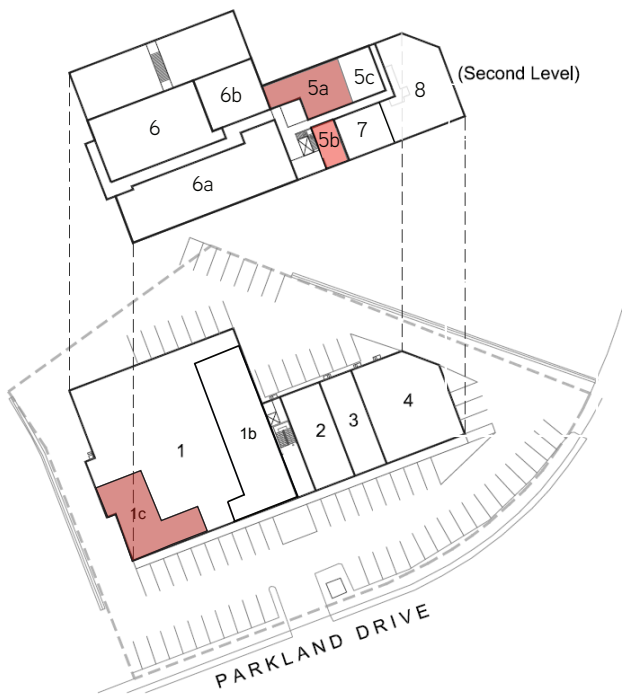 5a
5c
(Second Level)
6b
8
6
5b
7
6a
4
3
2
1b
1
1c
PARKLAND DRIVE